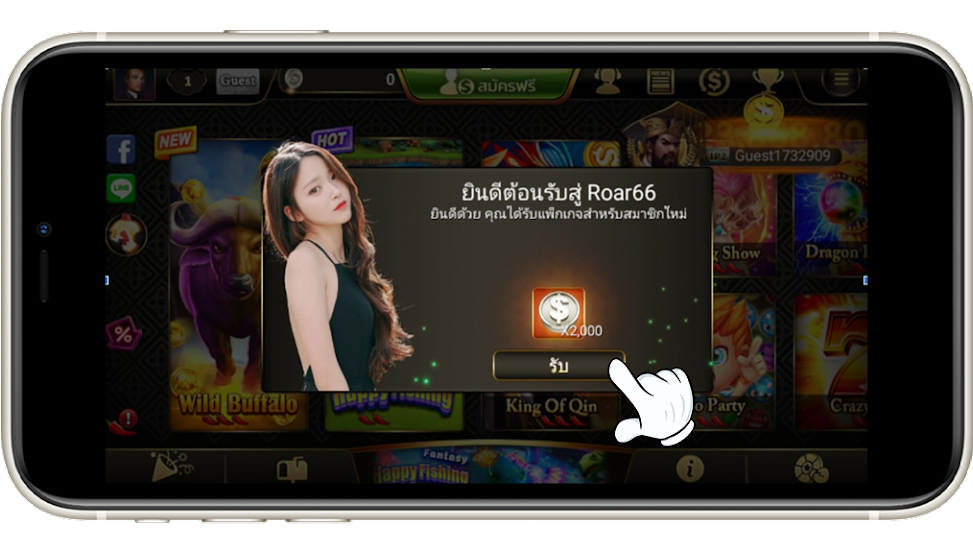 1
Guest
0
สมัครฟรี
NEWS
NEW
HOT
Guest1732909
ยินดีต้อนรับสู่ Roar66
ยินดีด้วย คุณได้รับแพ็กเกจสำหรับสมาชิกใหม่
LINE
Show
Dragon
X2,000
รับ
Wild Buffalo
Happy Fishing
King Of Qin
Party
Crazy
Fantasy
Happy Fishing